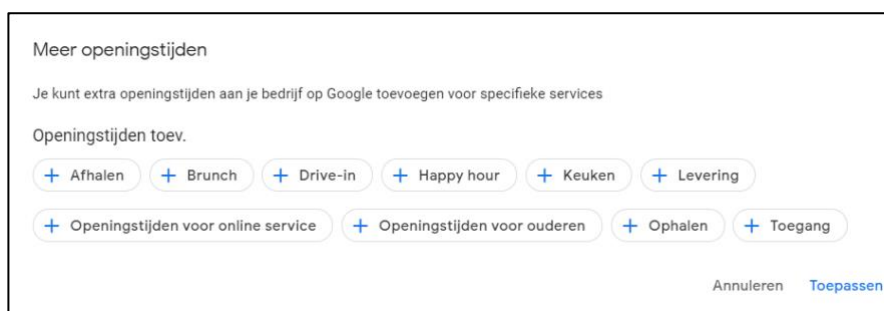 Meer openingstijden
Je kunt extra openingstijden aan je bedrijf op Google toevoegen voor specifieke services
Openingstijden toev.
+ Afhalen + Brunch + Drive-in + Happy hour + Keuken + Levering
+ Openingstijden voor online service + Openingstijden voor ouderen + Ophalen + Toegang
Annuleren Toepassen